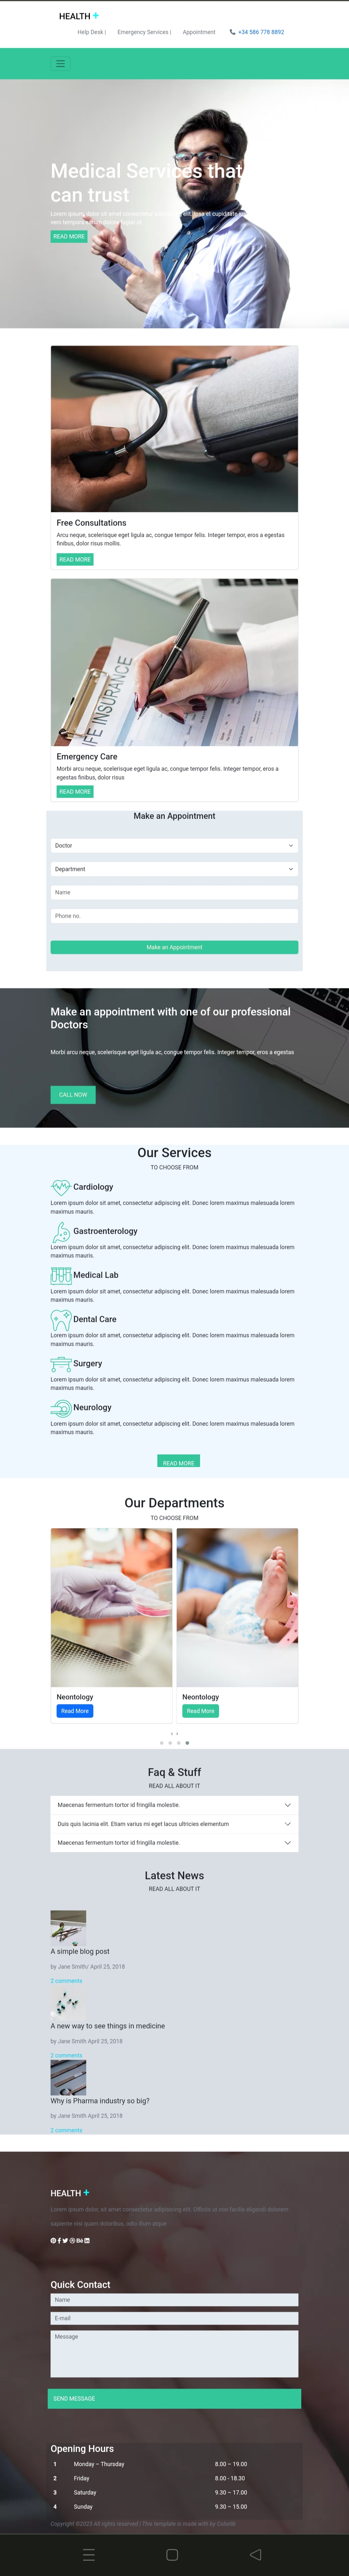 HEALTH +
Help Desk |
Emergency Services |
Appointment
+34 586 778 8892
Medical Services that
can trust
Lorem ipsum, dolor sit amet consectetur
READ MORE
Free Consultations
Arcu neque, scelerisque eget ligula ac, congue tempor felis. Integer tempor, eros a egestas
finibus, dolor risus mollis.
READ MORE
Emergency Care
Morbi arcu neque, scelerisque eget ligula ac, congue tempor felis. Integer tempor, eros a
egestas finibus, dolor risus
READ MORE
Make an Appointment
Doctor
Department
Name
Phone no.
Make an Appointment
Make an appointment with one of our professional
Doctors
Morbi arcu neque, scelerisque eget ligula ac, congue tempor felis. Integer tempor, eros a egestas
CALL NOW
Our Services
TO CHOOSE FROM
Cardiology
Lorem ipsum dolor sit amet, consectetur adipiscing elit. Donec lorem maximus malesuada lorem
maximus mauris.
Gastroenterology
Lorem ipsum dolor sit amet, consectetur adipiscing elit. Donec lorem maximus malesuada lorem
maximus mauris.
Medical Lab
Lorem ipsum dolor sit amet, consectetur adipiscing elit. Donec lorem maximus malesuada lorem
maximus mauris.
Dental Care
Lorem ipsum dolor sit amet, consectetur adipiscing elit. Donec lorem maximus malesuada lorem
maximus mauris.
Surgery
Lorem ipsum dolor sit amet, consectetur adipiscing elit. Donec lorem maximus malesuada lorem
maximus mauris.
Neurology
Lorem ipsum dolor sit amet, consectetur adipiscing elit. Donec lorem maximus malesuada lorem
maximus mauris.
READ MORE
Our Departments
TO CHOOSE FROM
Neontology
Read More
Neontology
Read More
Faq & Stuff
READ ALL ABOUT IT
Maecenas fermentum tortor id fringilla molestie.
Duis quis lacinia elit. Etiam varius mi eget lacus ultricies elementum
Maecenas fermentum tortor id fringilla molestie.
Latest News
READ ALL ABOUT IT
A simple blog post
by Jane Smith/ April 25, 2018
2 comments
A new way to see things in medicine
by Jane Smith April 25, 2018
2 comments
Why is Pharma industry so big?
by Jane Smith April 25, 2018
2 comments
HEALTH +
Lorem ipsum dolor, sit amet consectetur adipisicing elit. Officiis at iure facilis eligendi dolorem
sapiente nisi quam doloribus, odio illum atque
Quick Contact
Name
E-mail
Message
SEND MESSAGE
Opening Hours
1 Monday – Thursday 8.00 – 19.00
2 Friday 8.00 - 18.30
3 Saturday 9.30 – 17.00
4 Sunday 9.30 – 15.00
Copyright ©2023 All rights reserved | This template is made with by Colorlib